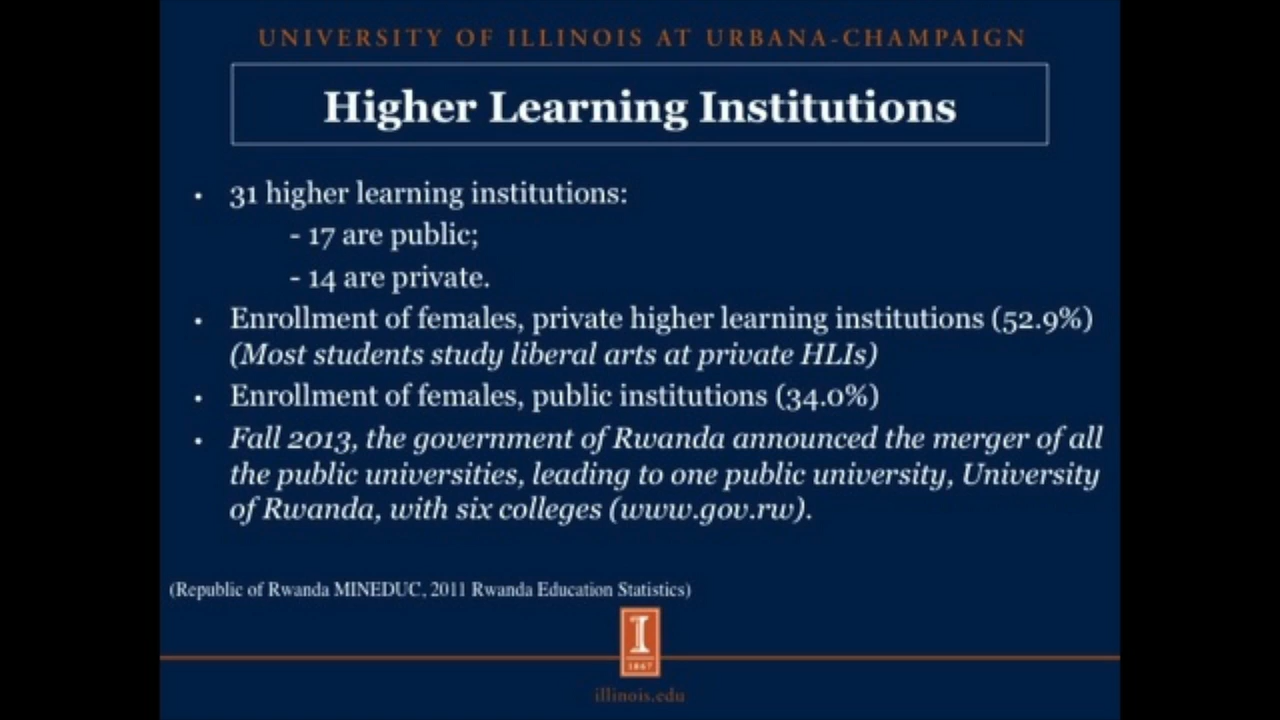 UNIVERSITY OF ILLINOIS AT URBANA-CHAMPAIGN
Higher Learning Institutions
• 31 higher learning institutions:
- 17 are public;
- 14 are private.
• Enrollment of females, private higher learning institutions (52.9%)
(Most students study liberal arts at private HLIs)
• Enrollment of females, public institutions (34.0%)
• Fall 2013, the government of Rwanda announced the merger of all
the public universities, leading to one public university, University
of Rwanda, with six colleges (www.gov.rw).
(Republic of Rwanda MINEDUC, 2011 Rwanda Education Statistics)
I
1867
illinois.edu